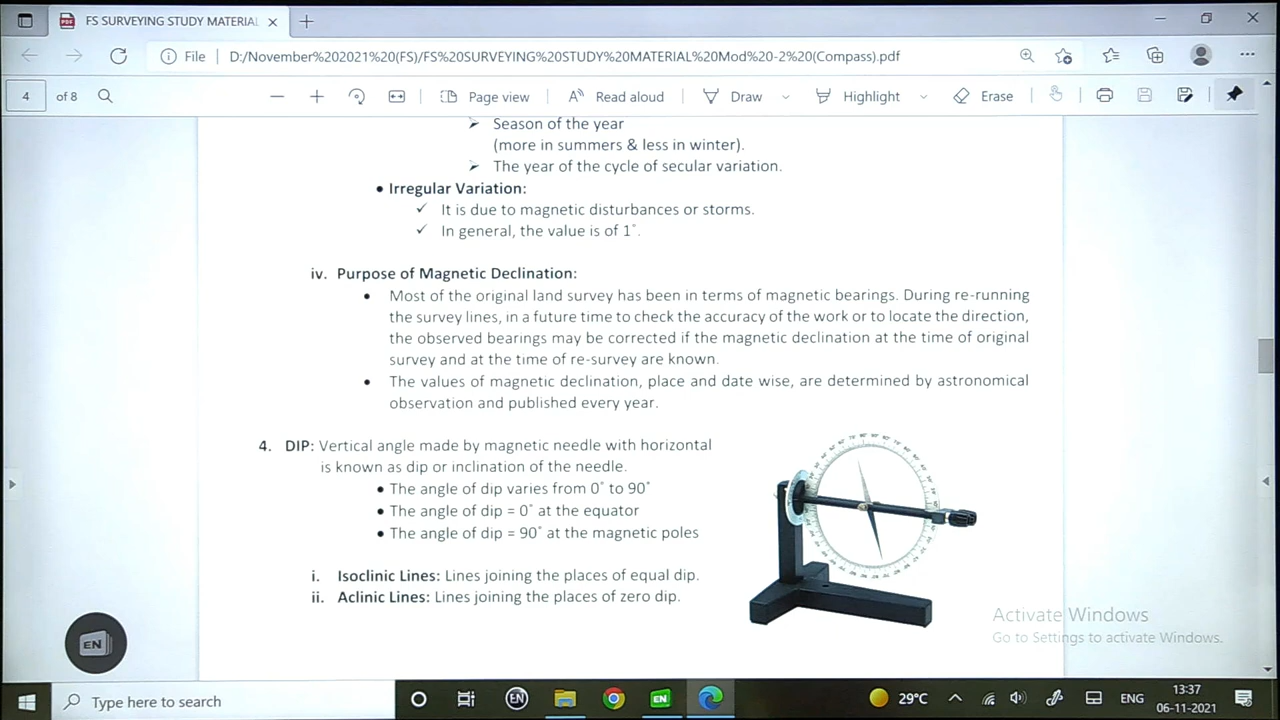 FS SURVEYING STUDY MATERIAL
File
D:/November%202021%20(FS)/FS%20SURVEYING%20STUDY%20MATERIAL%20Mod%20-2%20(Compass).pdf
4 of 8
Page view
Read aloud
Draw
Highlight
Erase
➢ Season of the year
(more in summers & less in winter).
➢ The year of the cycle of secular variation.
• Irregular Variation:
✓ It is due to magnetic disturbances or storms.
✓ In general, the value is of 1°.
iv. Purpose of Magnetic Declination:
• Most of the original land survey has been in terms of magnetic bearings. During re-running
the survey lines, in a future time to check the accuracy of the work or to locate the direction,
the observed bearings may be corrected if the magnetic declination at the time of original
survey and at the time of re-survey are known.
• The values of magnetic declination, place and date wise, are determined by astronomical
observation and published every year.
4. DIP: Vertical angle made by magnetic needle with horizontal
is known as dip or inclination of the needle.
• The angle of dip varies from 0° to 90°
• The angle of dip = 0° at the equator
• The angle of dip = 90° at the magnetic poles
i. Isoclinic Lines: Lines joining the places of equal dip.
ii. Aclinic Lines: Lines joining the places of zero dip.
Activate Windows
Go to Settings to activate Windows.
EN
Type here to search
EN
EN
29°C
ENG
13:37
06-11-2021